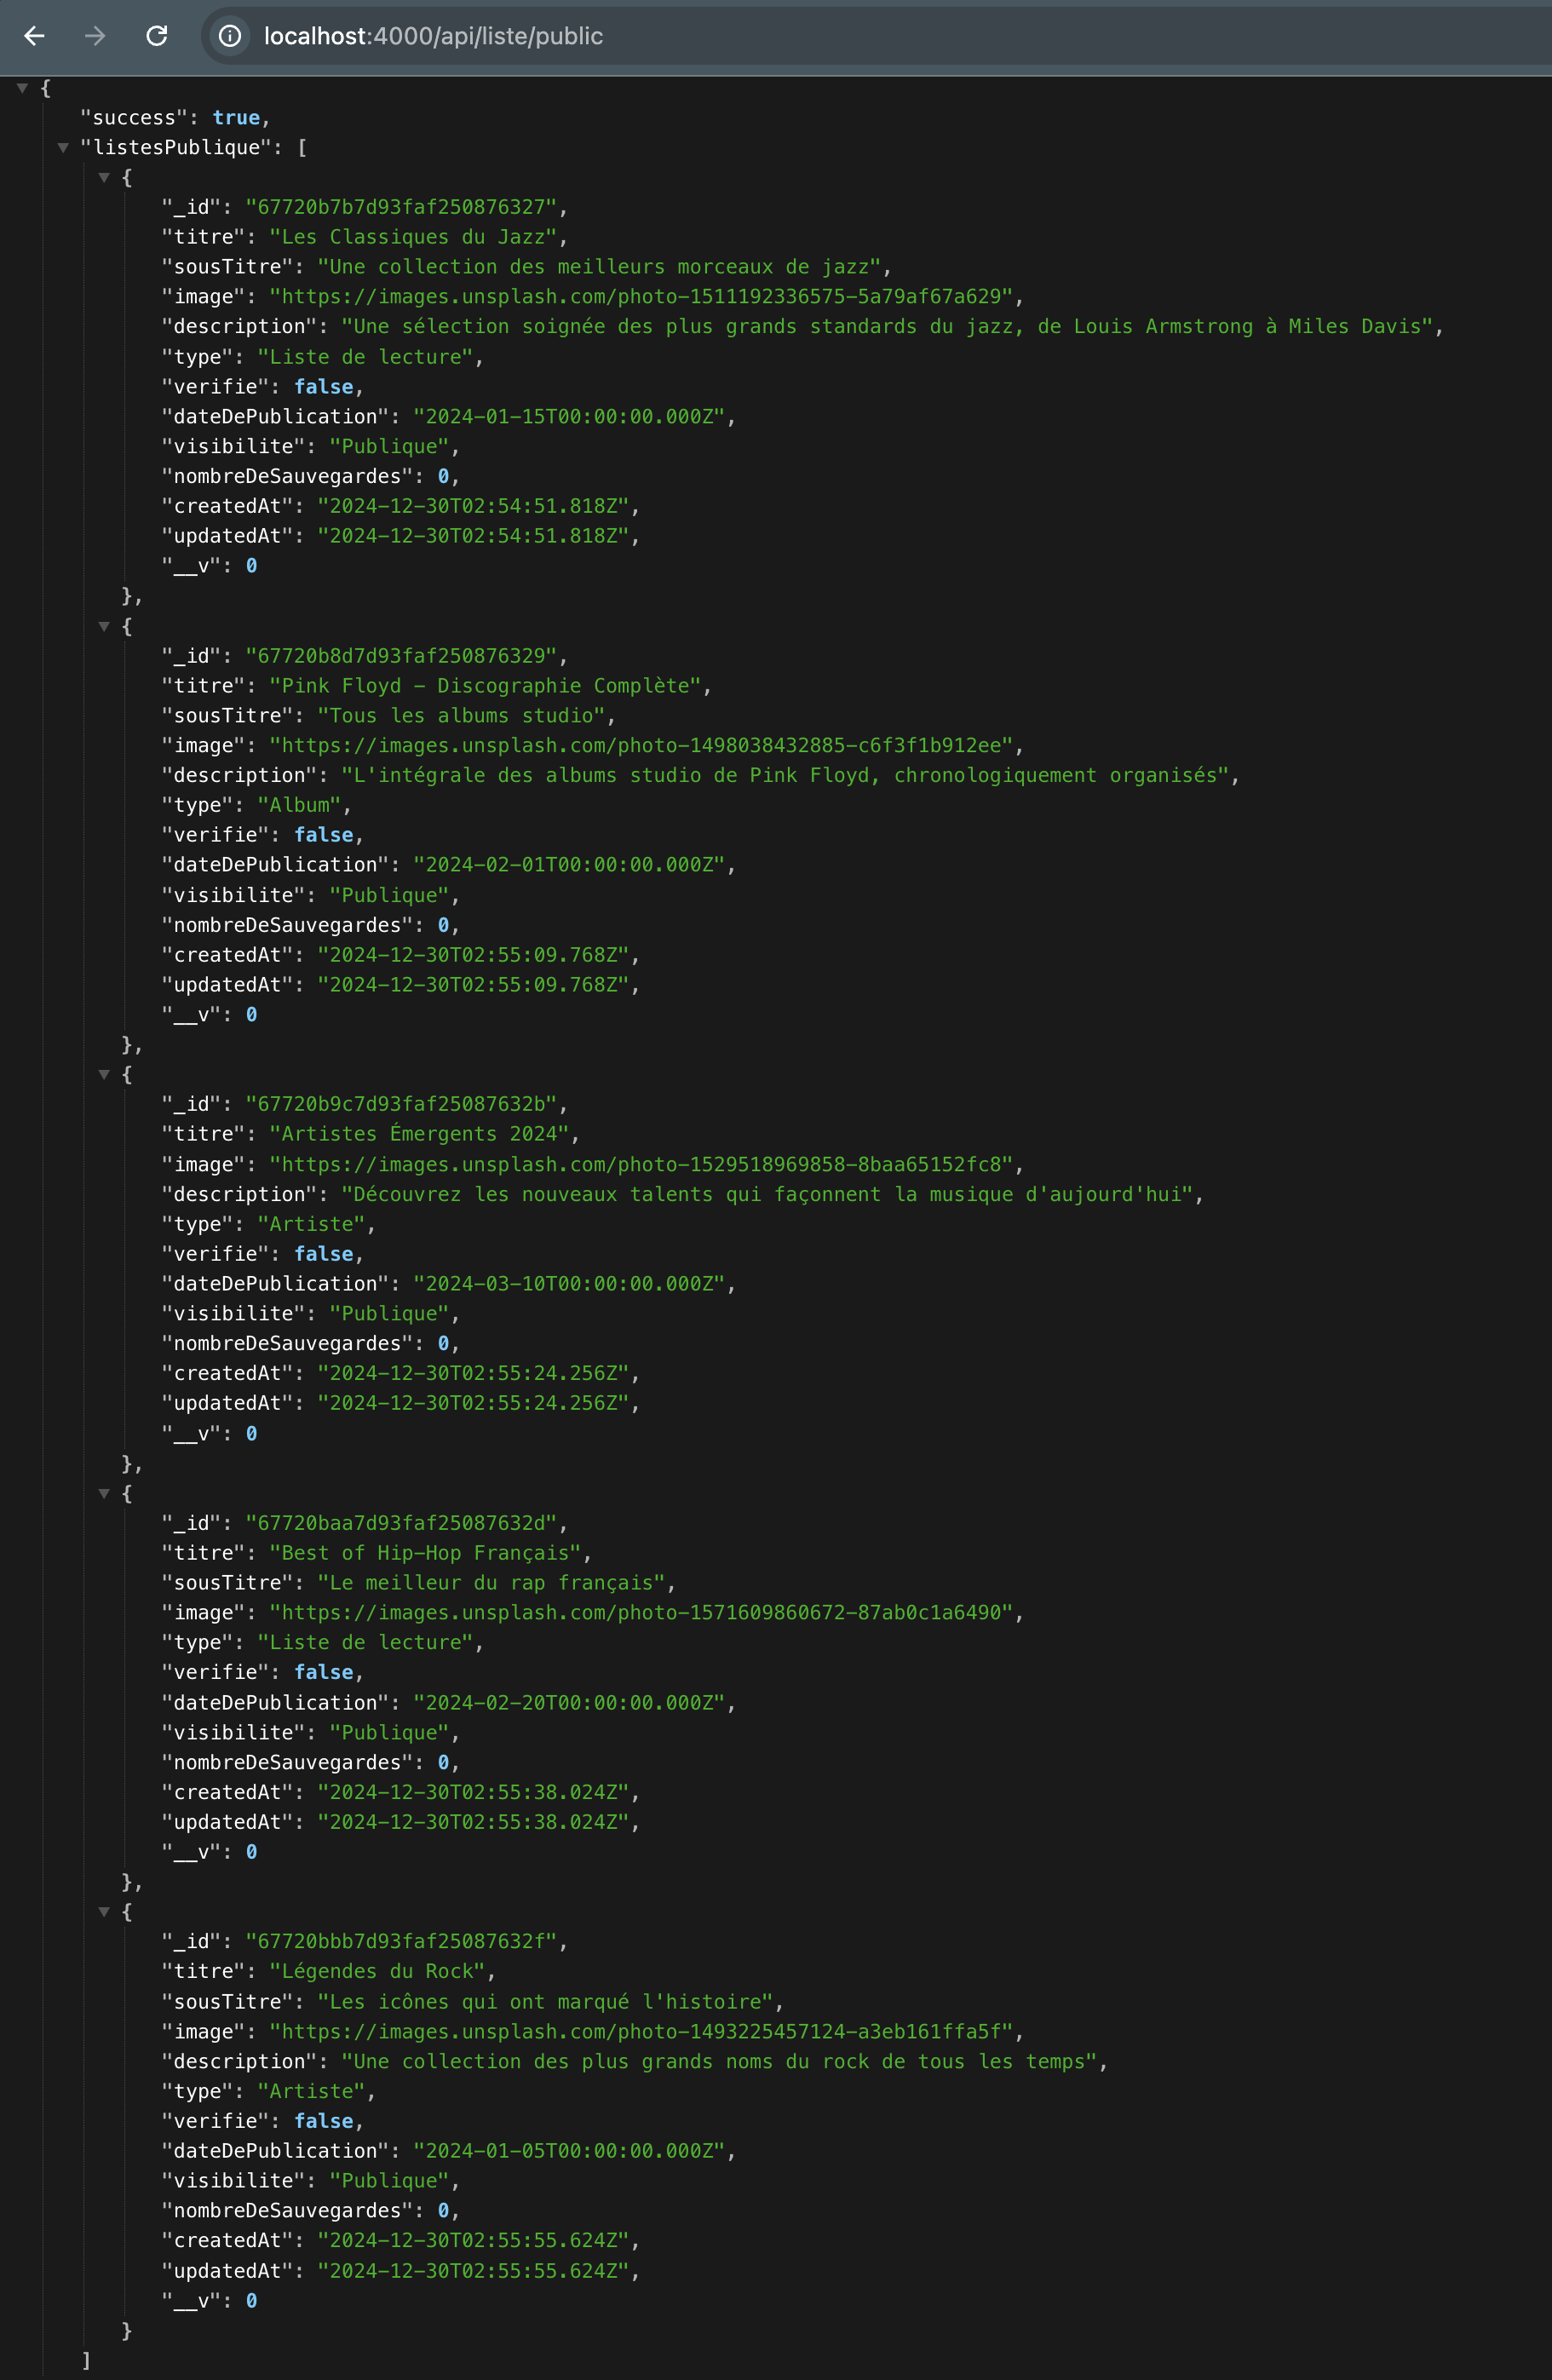 localhost:4000/api/liste/public
{
"success": true,
"listesPublique": [
{
"_id": "67720b7b7d93faf250876327",
"titre": "Les Classiques du Jazz",
"sousTitre": "Une collection des meilleurs morceaux de jazz",
"image": "https://images.unsplash.com/photo-1511192336575-5a79af67a629",
"description": "Une sélection soignée des plus grands standards du jazz, de Louis Armstrong à Miles Davis",
"type": "Liste de lecture",
"verifie": false,
"dateDePublication": "2024-01-15T00:00:00.000Z",
"visibilite": "Publique",
"nombreDeSauvegardes": 0,
"createdAt": "2024-12-30T02:54:51.818Z",
"updatedAt": "2024-12-30T02:54:51.818Z",
"__v": 0
},
{
"_id": "67720b8d7d93faf250876329",
"titre": "Pink Floyd - Discographie Complète",
"sousTitre": "Tous les albums studio",
"image": "https://images.unsplash.com/photo-1498038432885-c6f3f1b912ee",
"description": "L'intégrale des albums studio de Pink Floyd, chronologiquement organisés",
"type": "Album",
"verifie": false,
"dateDePublication": "2024-02-01T00:00:00.000Z",
"visibilite": "Publique",
"nombreDeSauvegardes": 0,
"createdAt": "2024-12-30T02:55:09.768Z",
"updatedAt": "2024-12-30T02:55:09.768Z",
"__v": 0
},
{
"_id": "67720b9c7d93faf25087632b",
"titre": "Artistes Émergents 2024",
"image": "https://images.unsplash.com/photo-1529518969858-8baa65152fc8",
"description": "Découvrez les nouveaux talents qui façonnent la musique d'aujourd'hui",
"type": "Artiste",
"verifie": false,
"dateDePublication": "2024-03-10T00:00:00.000Z",
"visibilite": "Publique",
"nombreDeSauvegardes": 0,
"createdAt": "2024-12-30T02:55:24.256Z",
"updatedAt": "2024-12-30T02:55:24.256Z",
"__v": 0
},
{
"_id": "67720baa7d93faf25087632d",
"titre": "Best of Hip-Hop Français",
"sousTitre": "Le meilleur du rap français",
"image": "https://images.unsplash.com/photo-1571609860672-87ab0c1a6490",
"type": "Liste de lecture",
"verifie": false,
"dateDePublication": "2024-02-20T00:00:00.000Z",
"visibilite": "Publique",
"nombreDeSauvegardes": 0,
"createdAt": "2024-12-30T02:55:38.024Z",
"updatedAt": "2024-12-30T02:55:38.024Z",
"__v": 0
},
{
"_id": "67720bbb7d93faf25087632f",
"titre": "Légendes du Rock",
"sousTitre": "Les icônes qui ont marqué l'histoire",
"image": "https://images.unsplash.com/photo-1493225457124-a3eb161ffa5f",
"description": "Une collection des plus grands noms du rock de tous les temps",
"type": "Artiste",
"verifie": false,
"dateDePublication": "2024-01-05T00:00:00.000Z",
"visibilite": "Publique",
"nombreDeSauvegardes": 0,
"createdAt": "2024-12-30T02:55:55.624Z",
"updatedAt": "2024-12-30T02:55:55.624Z",
"__v": 0
}
]